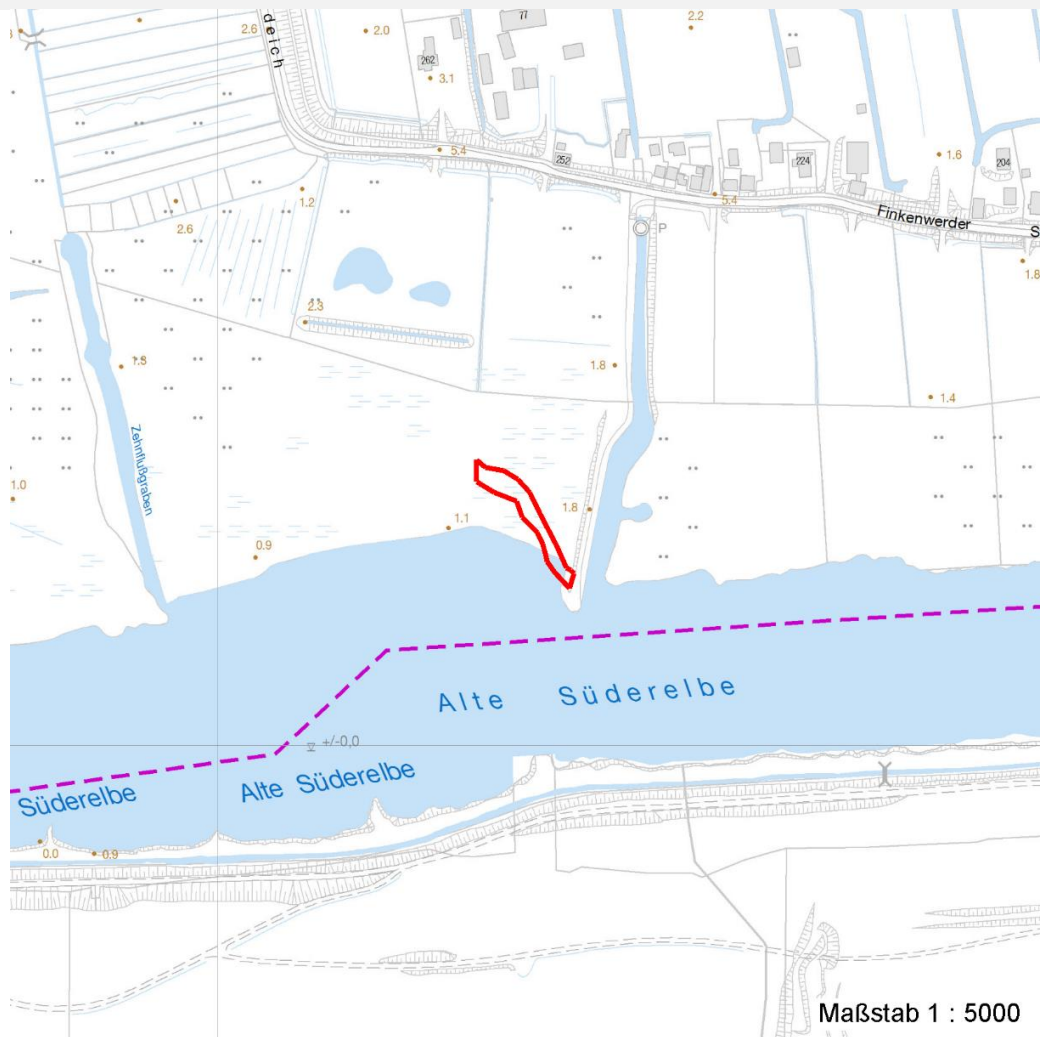 77
2.2
2.6
2.0
deich
262
3.1
5.4
252
224
1.6
204
1.2
5.4
2.6
Finkenwerder
S
P
1.8
2.3
1.8
1.3
1.4
Zehnflußgraben
1.0
1.8
1.1
0.9
Alte Süderelbe
+/-0,0
Süderelbe
Alte Süderelbe
0.0
0.9
Maßstab 1 : 5000